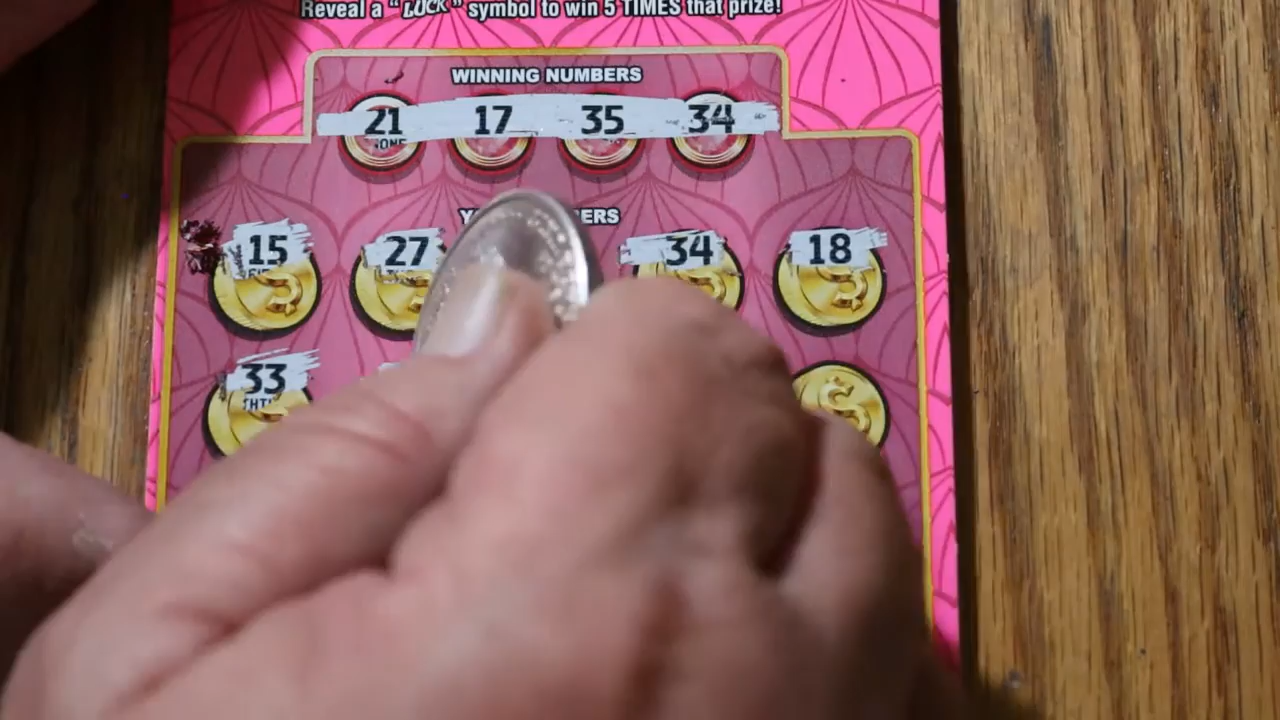 Reveal a "LUCK" symbol to win 5 TIMES that prize!
WINNING NUMBERS
21 17 35 34
15 27 34 18
33